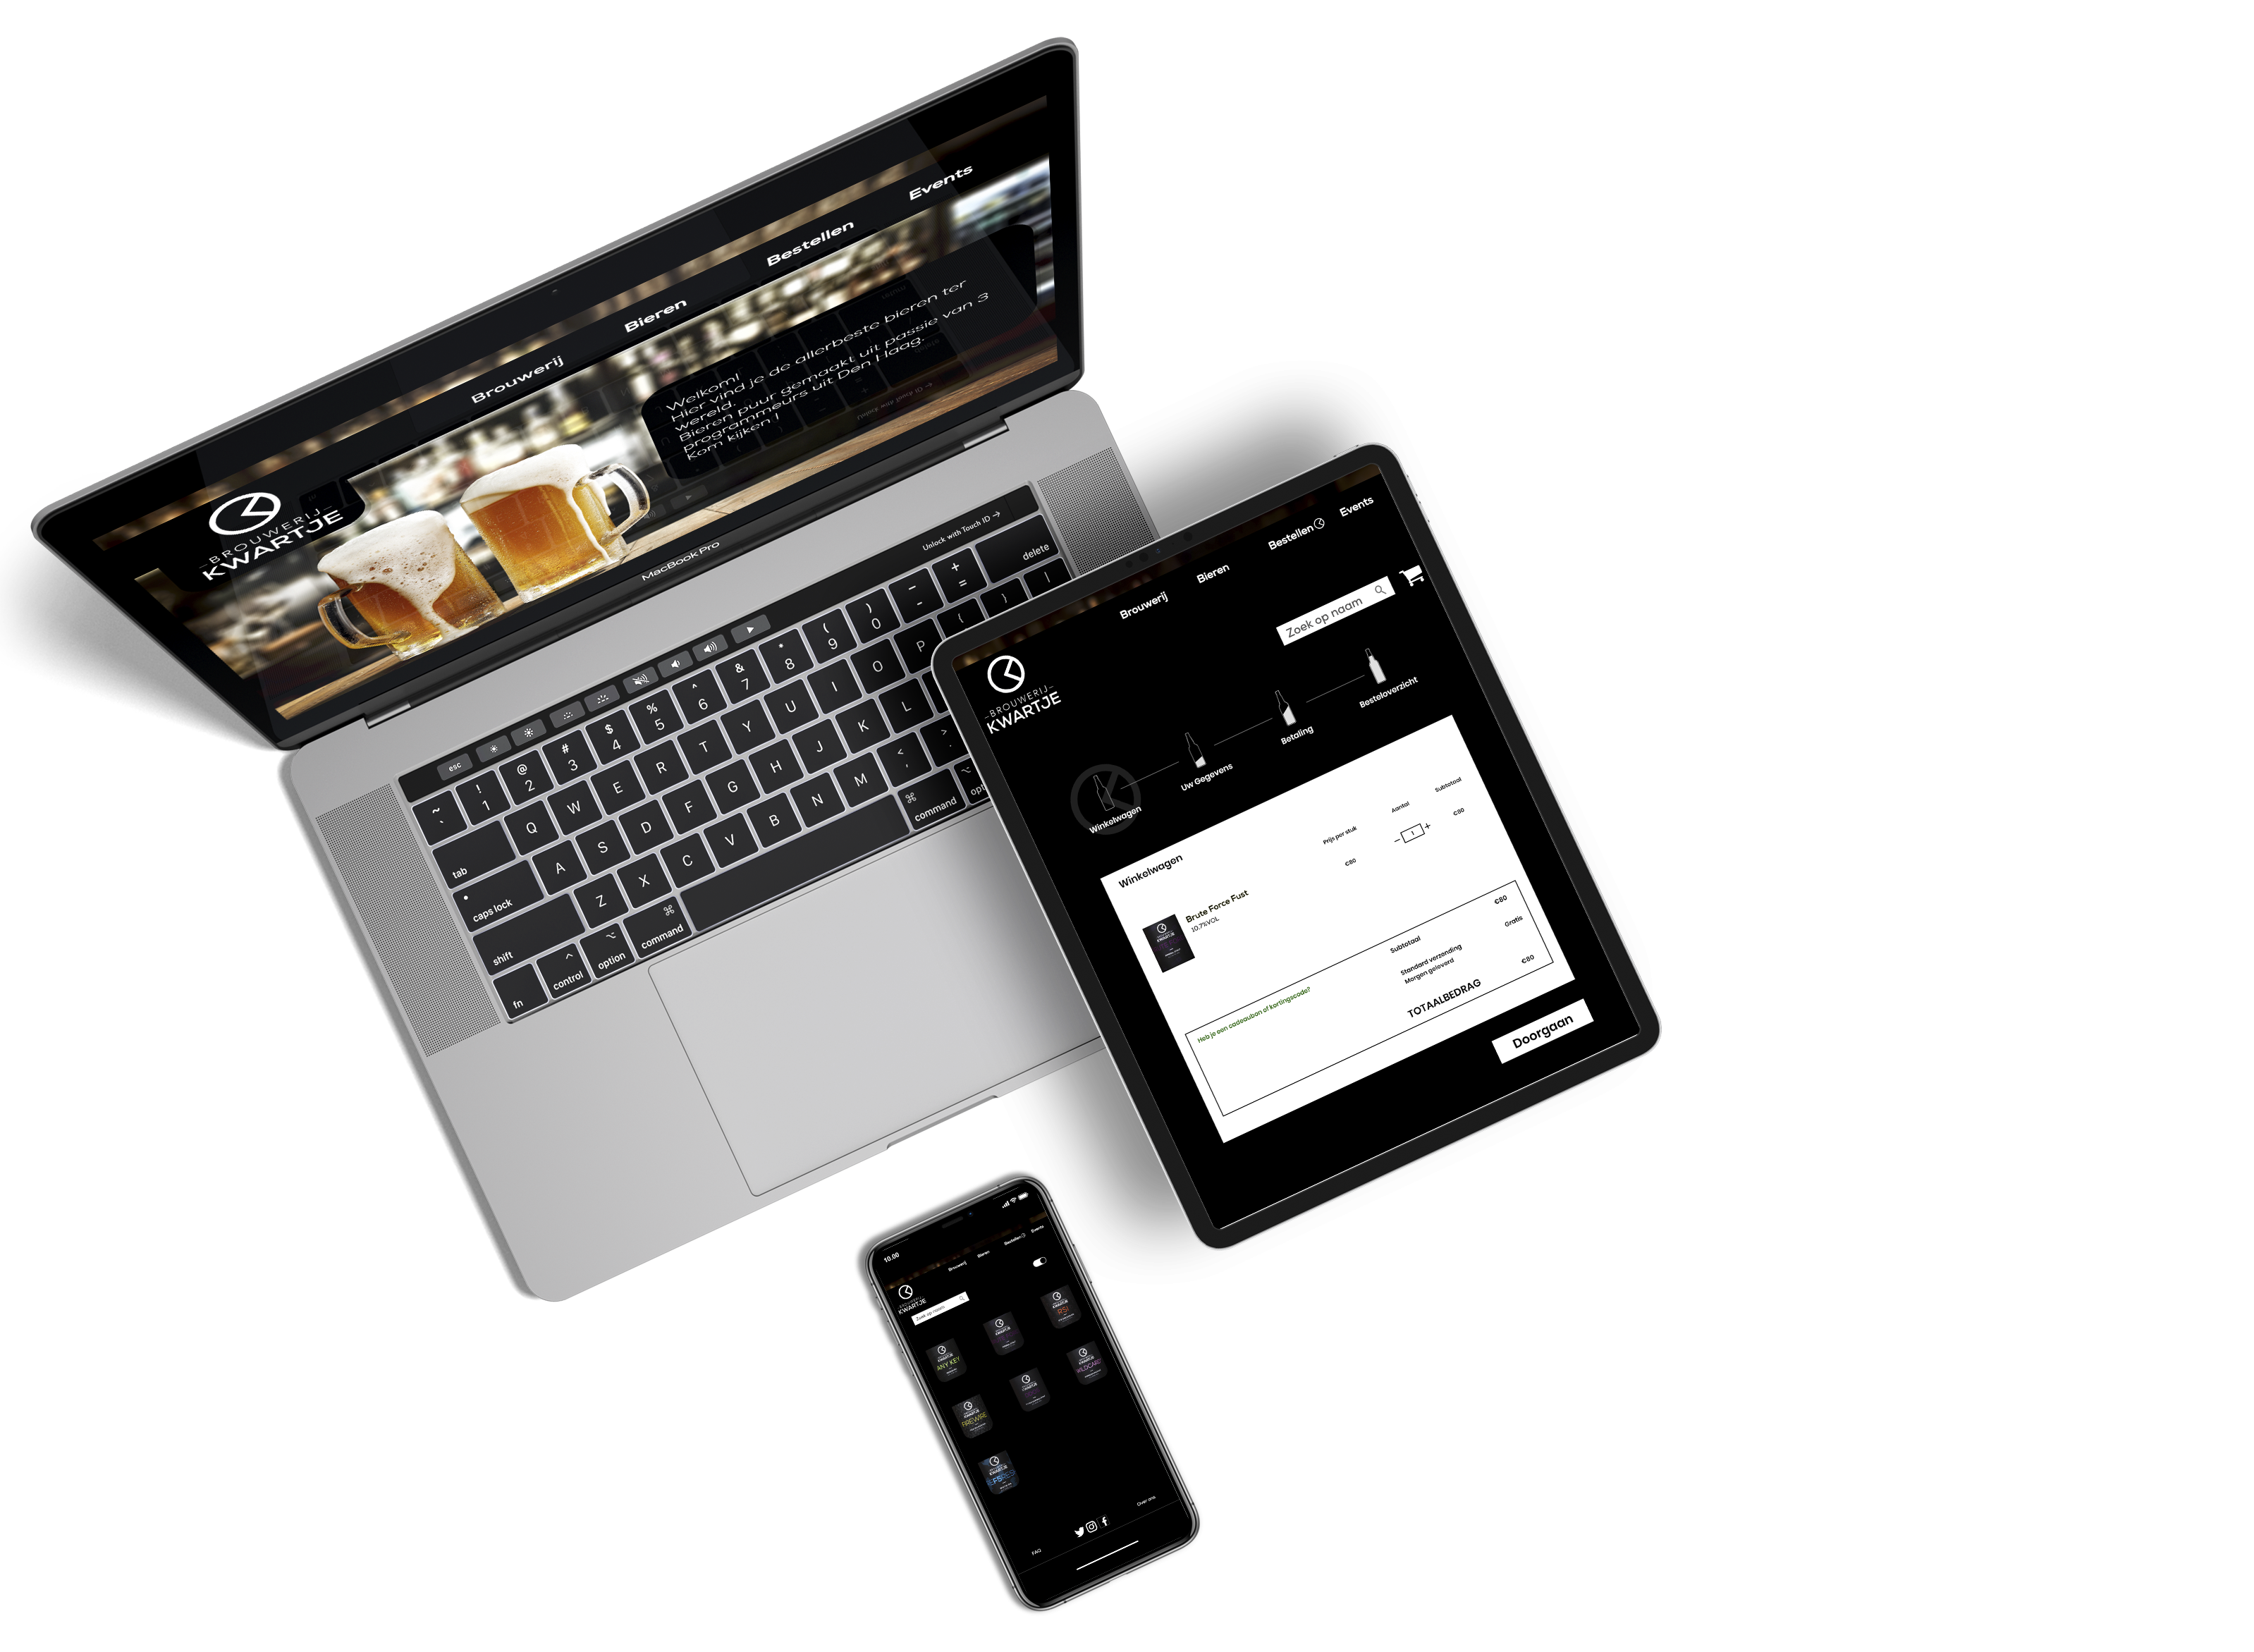 Brouwerij
Bieren
Bestellen
Events
BROUWERIJ
KWARTJE
Welkom!
Hier vind je de allerbeste bieren ter
wereld.
Bieren puur gemaakt uit passie van 3
programmeurs uit Den Haag.
Kom kijken !
MacBook Pro
Unlock with Touch ID →
esc
~ `
! 1
@ 2
# 3
$ 4
% 5
^ 6
& 7
* 8
( 9
) 0
_ -
+ =
delete
tab
Q W E R T Y U I O P
caps lock
A S D F G H J K L
shift
Z X C V B N M < , > .
fn
control
option
command
command
Brouwerij
Bieren
Bestellen
Events
BROUWERIJ
KWARTJE
Zoek op naam
Winkelwagen
Uw Gegevens
Betaling
Besteloverzicht
Winkelwagen
Prijs per stuk
Aantal
Subtotaal
Brute Force Fust
10.7%VOL
€80
− 1 +
€80
KWARTJE
Heb je een cadeaubon of kortingscode?
Subtotaal
€80
Standard verzending
Gratis
Morgen geleverd
TOTAALBEDRAG
€80
Doorgaan
10.00
Brouwerij
Bieren
Bestellen
Events
BROUWERIJ
KWARTJE
Zoek op naam
ANY KEY
RSI
FIREWIRE
WILDCARD
KWARTJE
FAQ
Over ons